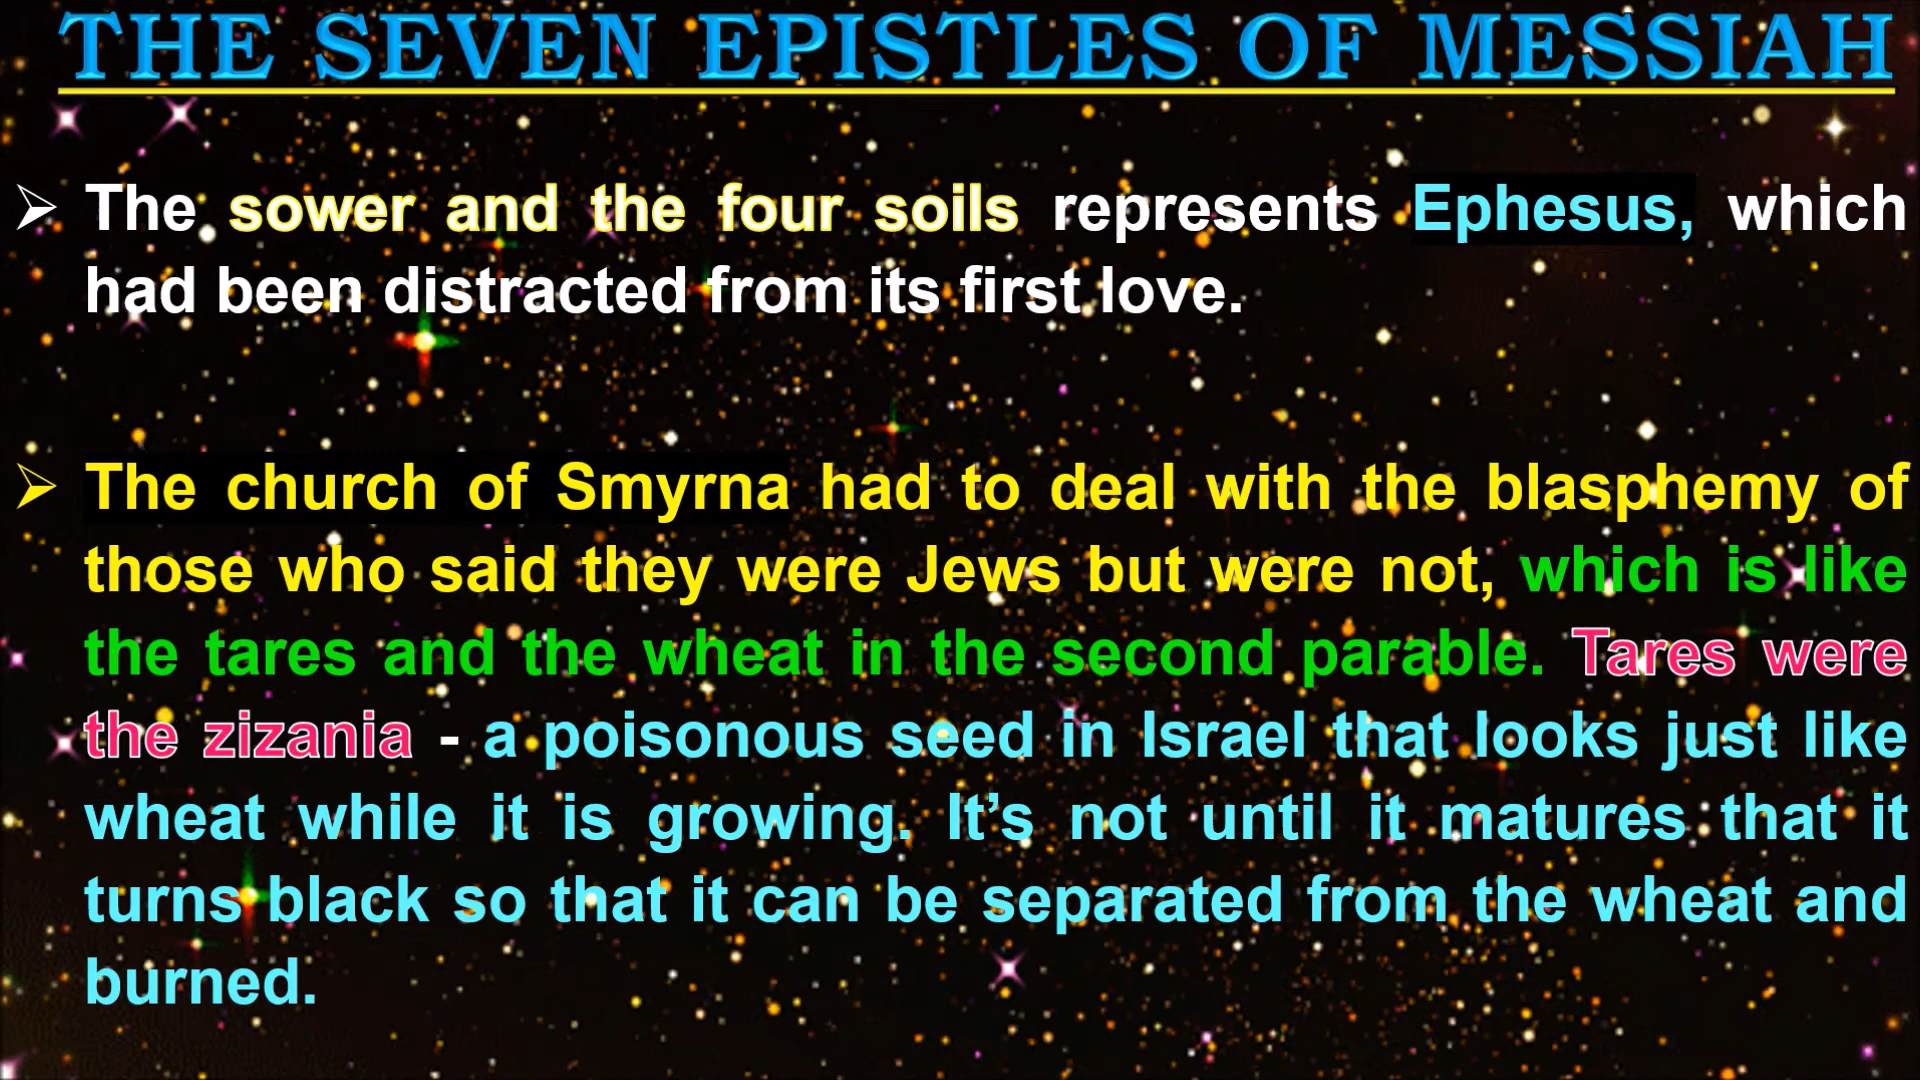 THE SEVEN EPISTLES OF MESSIAH
➢ The sower and the four soils represents Ephesus, which
had been distracted from its first love.
➢ The church of Smyrna had to deal with the blasphemy of
those who said they were Jews but were not, which is like
the tares and the wheat in the second parable. Tares were
the zizania - a poisonous seed in Israel that looks just like
wheat while it is growing. It’s not until it matures that it
turns black so that it can be separated from the wheat and
burned.